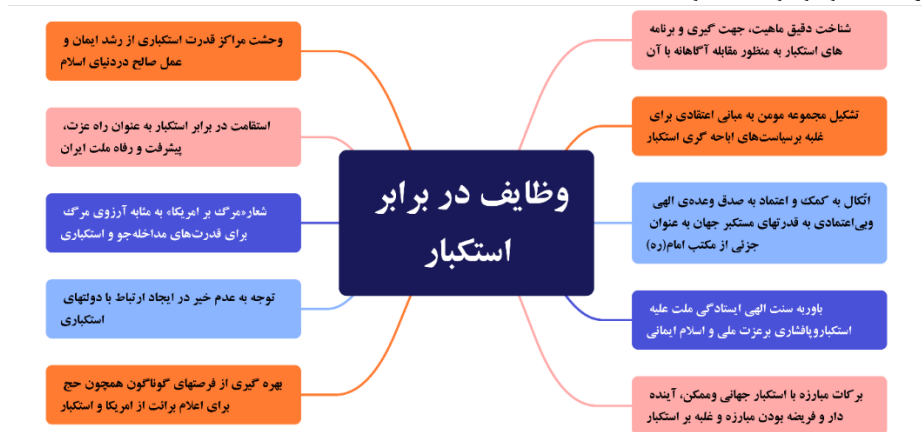 شناخت دقیق ماهیت، جهت گیری و برنامه
های استکبار به منظور مقابله آگاهانه با آن
تشکیل مجموعه مومن به مبانی اعتقادی برای
غلبه برسیاست‌های اباحه گری استکبار
اتّکال به کمک و اعتماد به صدق وعده‌ی الهی
وبی‌اعتمادی به قدرتهای مستکبر جهان به عنوان
جزئی از مکتب امام(ره)
باوربه سنت الهی ایستادگی ملت علیه
استکباروپافشاری برعزت ملی و اسلام ایمانی
برکات مبارزه با استکبار جهانی وممکن، آینده
دار و فریضه بودن مبارزه و غلبه بر استکبار
وظایف در برابر
استکبار
وحشت مراکز قدرت استکباری از رشد ایمان و
عمل صالح دردنیای اسلام
استقامت در برابر استکبار به عنوان راه عزت،
پیشرفت و رفاه ملت ایران
شعار«مرگ بر امریکا» به مثابه آرزوی مرگ
برای قدرت‌های مداخله‌جو و استکباری
توجه به عدم خیر در ایجاد ارتباط با دولتهای
استکباری
بهره گیری از فرصتهای گوناگون همچون حج
برای اعلام برائت از امریکا و استکبار